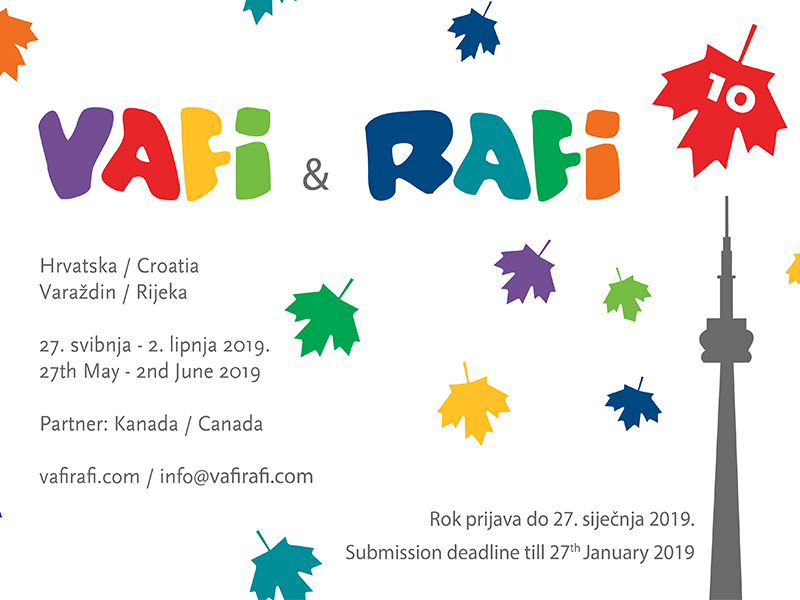 10
VAFi & RAFi
Hrvatska / Croatia
Varaždin / Rijeka
27. svibnja - 2. lipnja 2019.
27th May - 2nd June 2019
Partner: Kanada / Canada
vafirafi.com / info@vafirafi.com
Rok prijava do 27. siječnja 2019.
Submission deadline till 27th January 2019